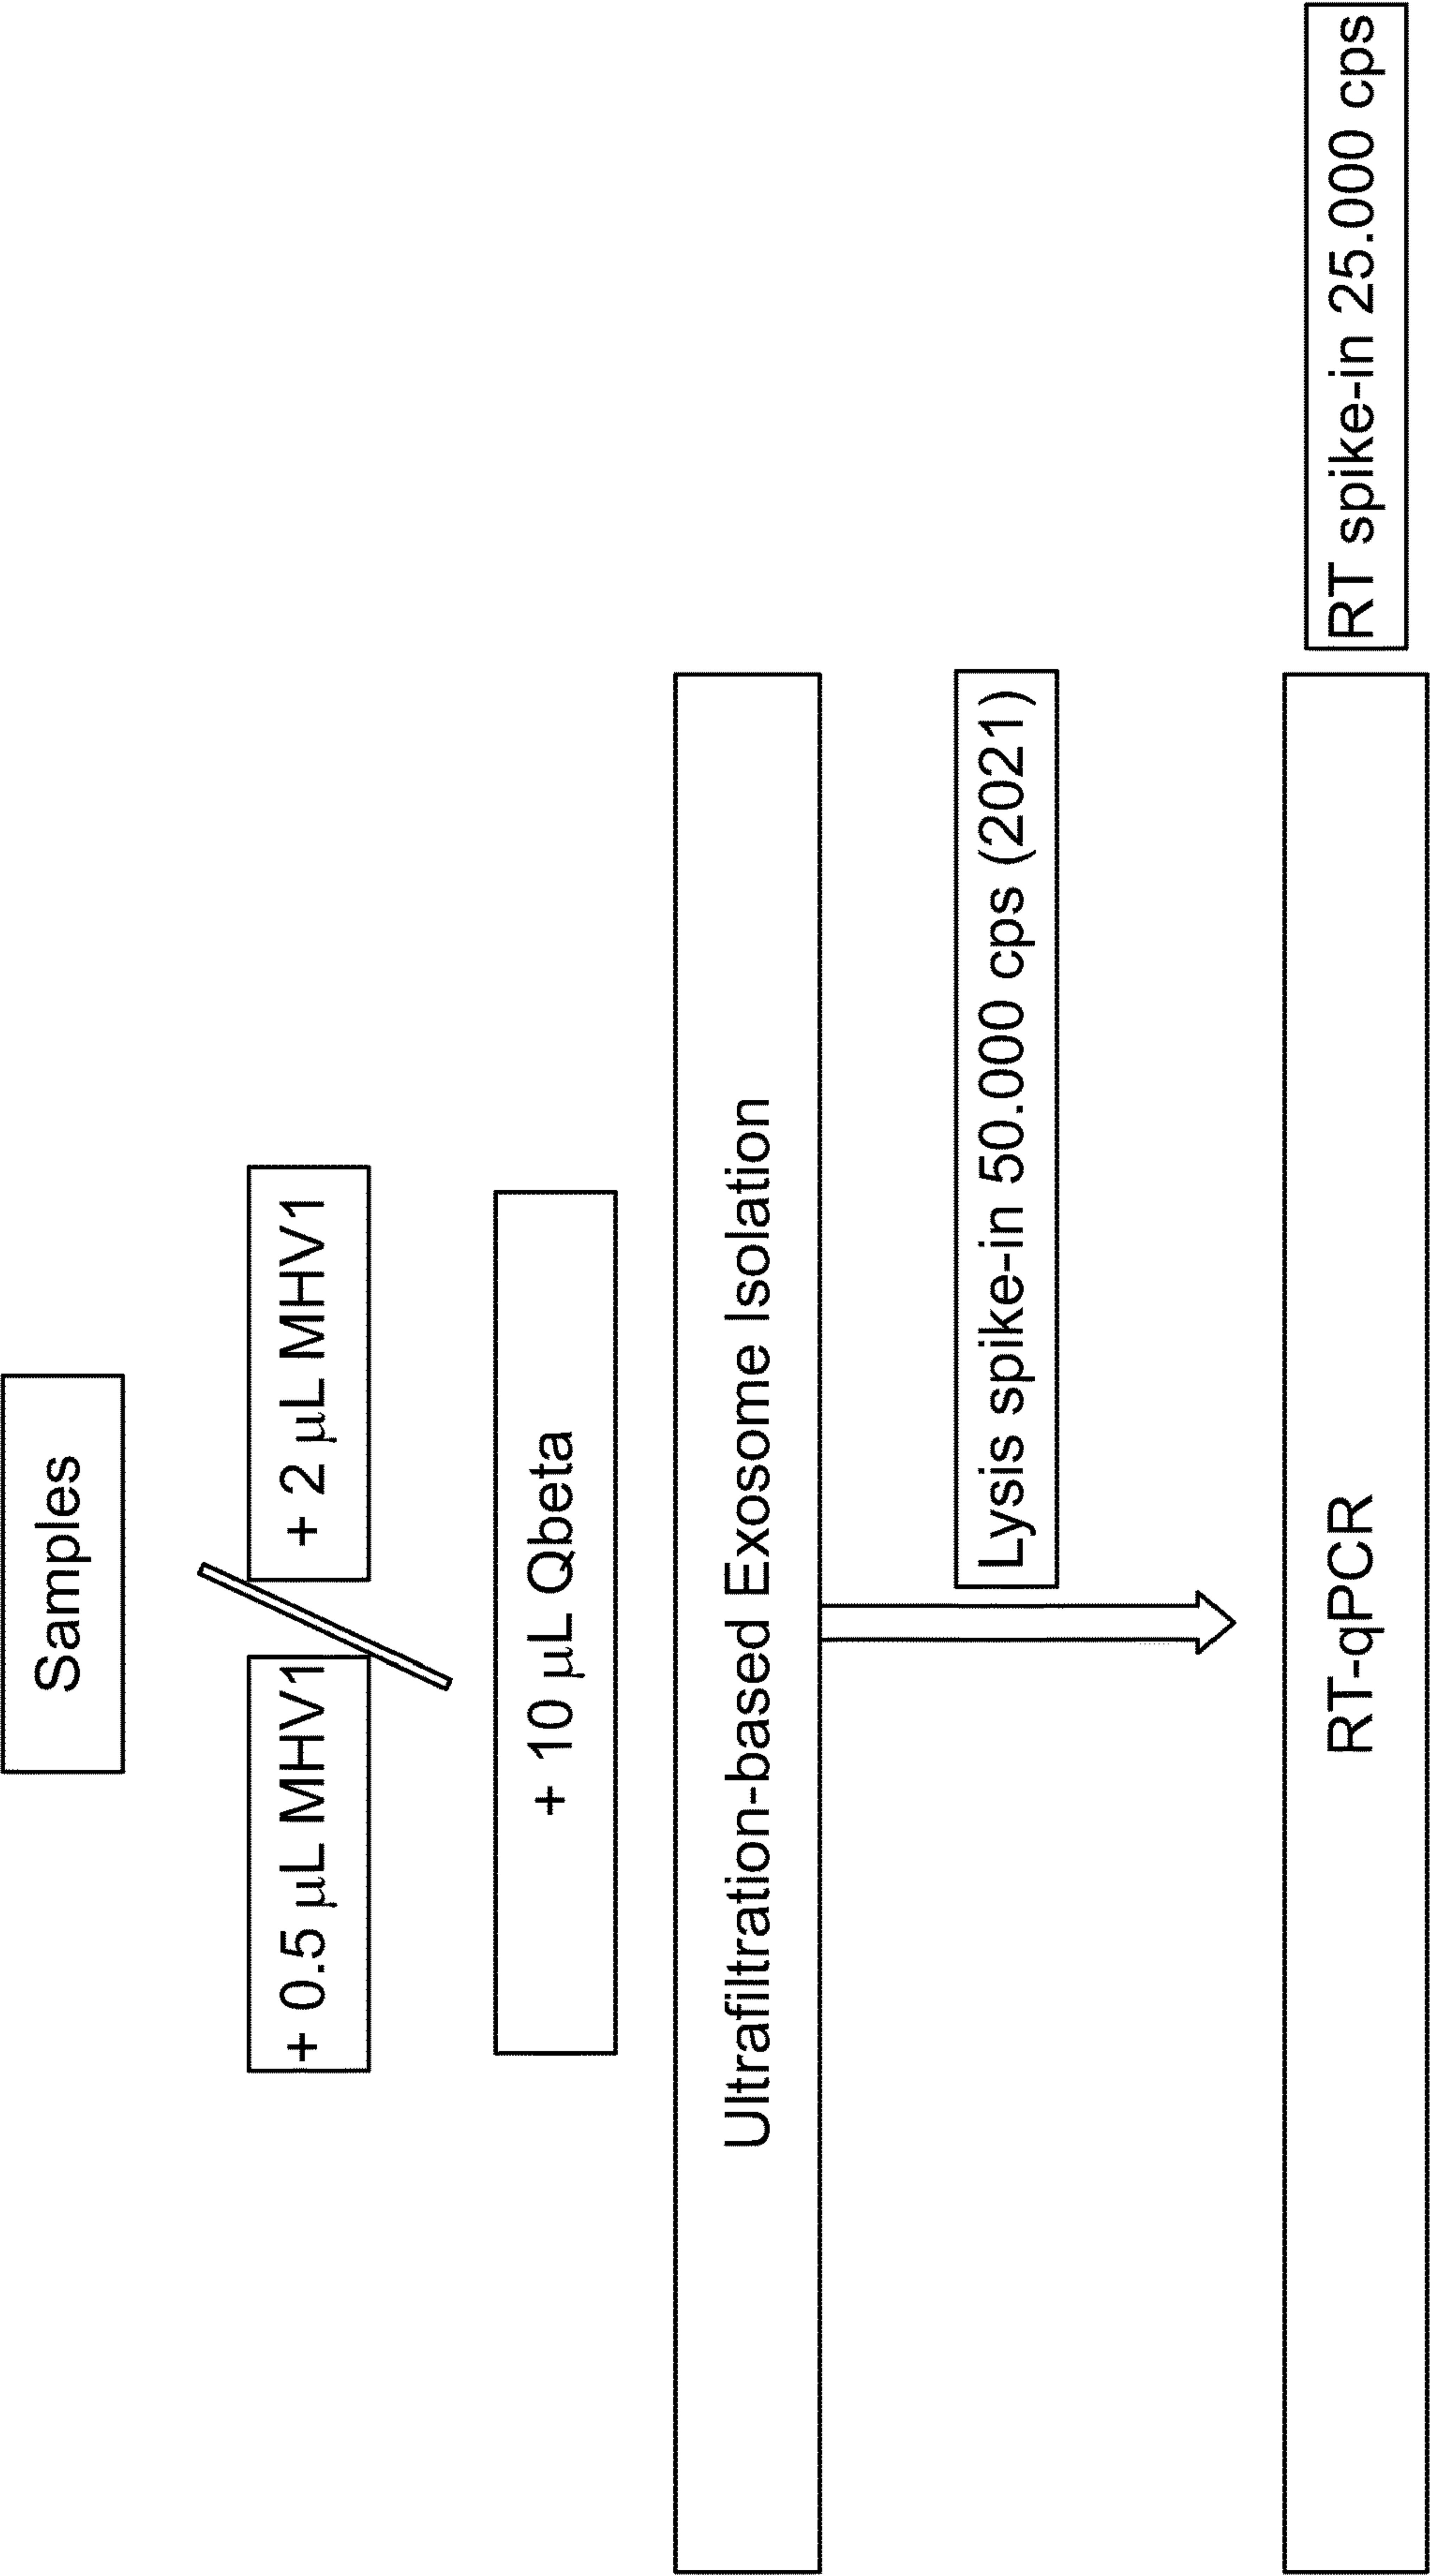 Samples
+ 0.5 μL MHV1
+ 2 μL MHV1
+ 10 μL Qbeta
Ultrafiltration-based Exosome Isolation
Lysis spike-in 50.000 cps (2021)
RT-qPCR
RT spike-in 25.000 cps